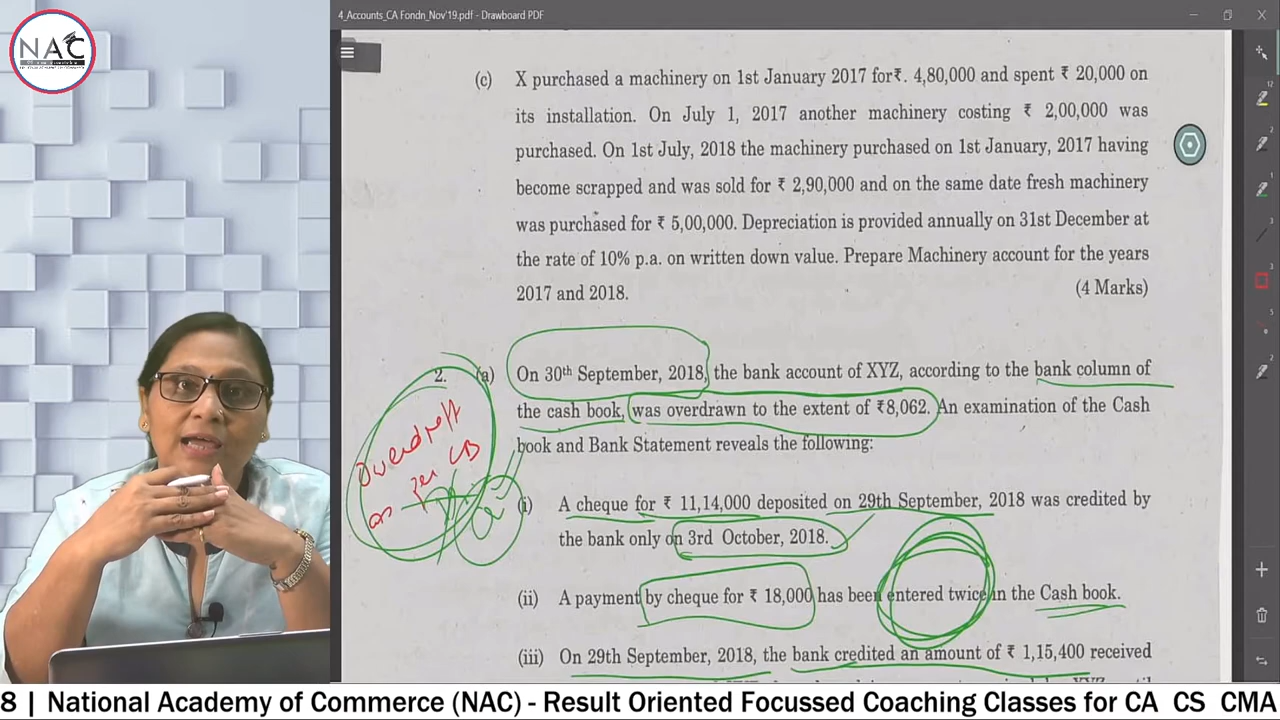 NAC
4_Accounts_CA Fondn_Nov'19.pdf - Drawboard PDF
(c) X purchased a machinery on 1st January 2017 for₹. 4,80,000 and spent ₹ 20,000 on
its installation. On July 1, 2017 another machinery costing ₹ 2,00,000 was
purchased. On 1st July, 2018 the machinery purchased on 1st January, 2017 having
become scrapped and was sold for ₹ 2,90,000 and on the same date fresh machinery
was purchased for ₹ 5,00,000. Depreciation is provided annually on 31st December at
the rate of 10% p.a. on written down value. Prepare Machinery account for the years
2017 and 2018. (4 Marks)
2. (a) On 30th September, 2018, the bank account of XYZ, according to the bank column of
the cash book, was overdrawn to the extent of ₹8,062. An examination of the Cash
book and Bank Statement reveals the following:
Overdraft
as per CB
(i) A cheque for ₹ 11,14,000 deposited on 29th September, 2018 was credited by
the bank only on 3rd October, 2018.
(ii) A payment by cheque for ₹ 18,000 has been entered twice in the Cash book.
(iii) On 29th September, 2018, the bank credited an amount of ₹ 1,15,400 received
8 | National Academy of Commerce (NAC) - Result Oriented Focussed Coaching Classes for CA CS CMA